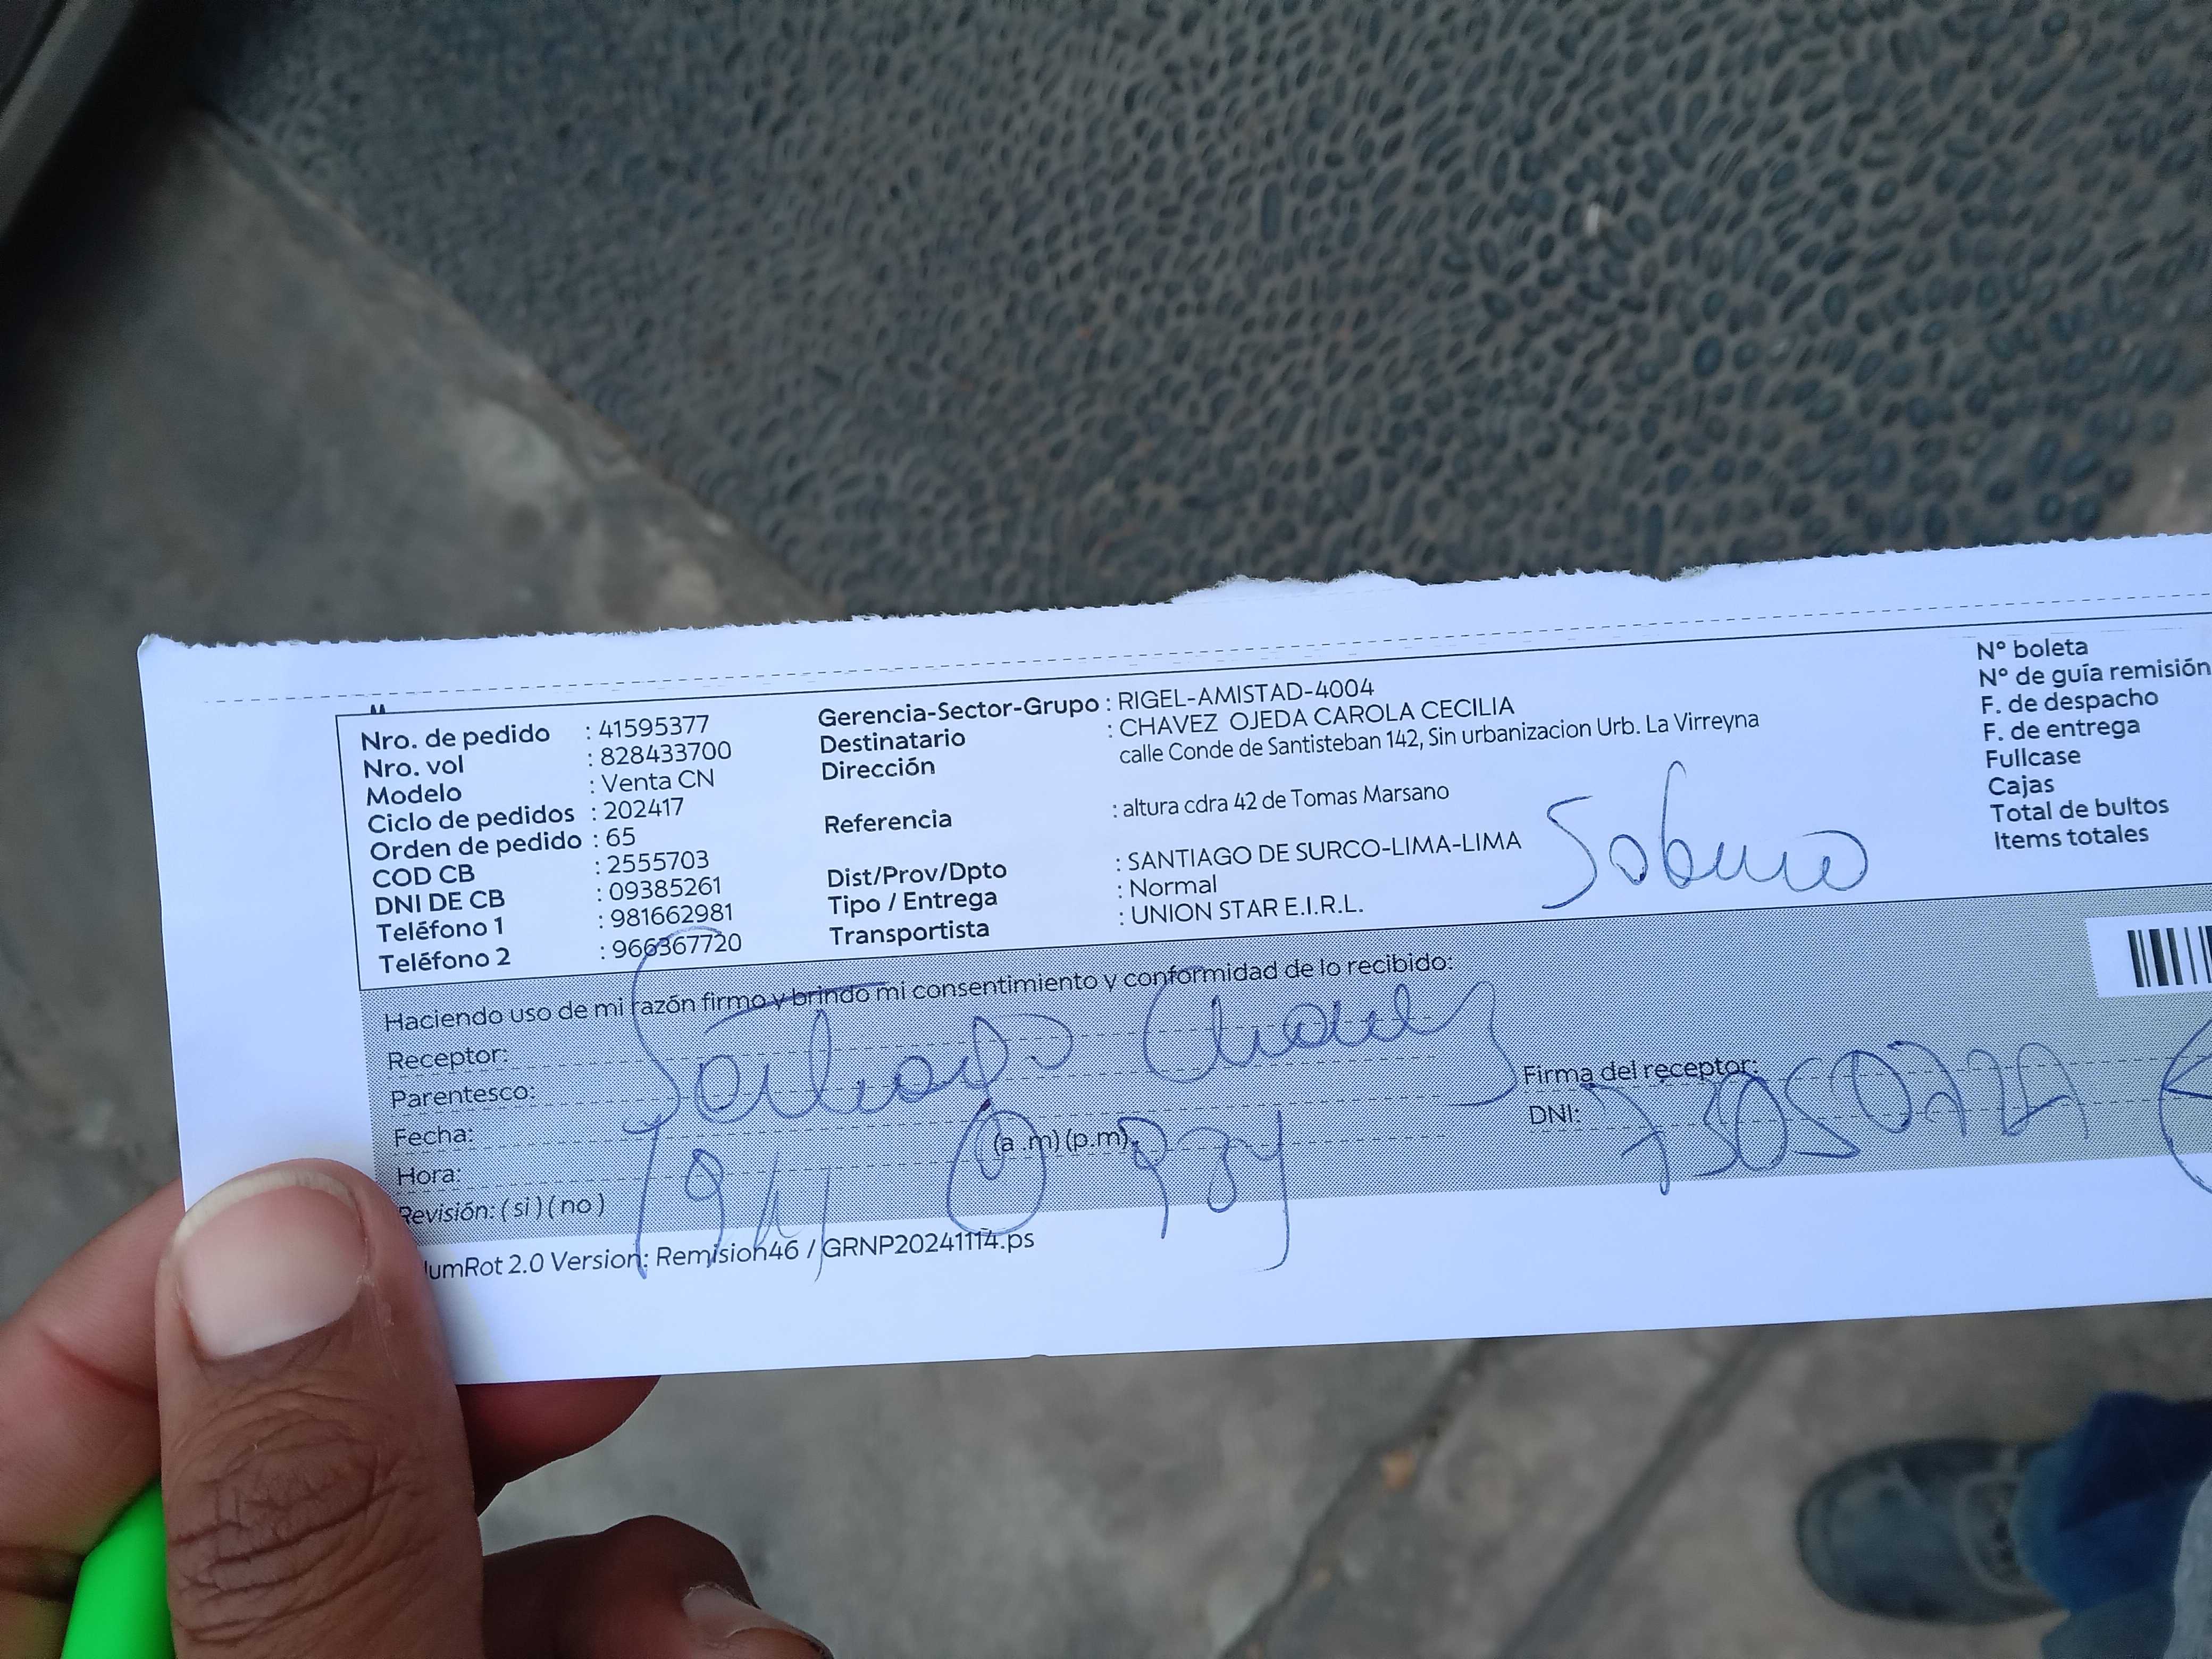 Nro. de pedido : 41595377
Nro. vol : 828433700
Modelo : Venta CN
Ciclo de pedidos : 202417
Orden de pedido : 65
COD CB : 2555703
DNI DE CB : 09385261
Teléfono 1 : 981662981
Teléfono 2 : 966367720
Gerencia-Sector-Grupo : RIGEL-AMISTAD-4004
Destinatario : CHAVEZ OJEDA CAROLA CECILIA
Dirección calle Conde de Santisteban 142, Sin urbanizacion Urb. La Virreyna
Referencia : altura cdra 42 de Tomas Marsano
Dist/Prov/Dpto : SANTIAGO DE SURCO-LIMA-LIMA
Tipo / Entrega : Normal
Transportista : UNION STAR E.I.R.L.
Sobrino
Nº boleta
Nº de guía remisión
F. de despacho
F. de entrega
Fullcase
Cajas
Total de bultos
Items totales
Haciendo uso de mi razón firmo y brindo mi consentimiento y conformidad de lo recibido:
Receptor: Santiago Chavez
Parentesco:
Fecha:
Hora: (a .m) (p.m)
Revisión: ( si ) ( no )
Firma del receptor:
DNI:
umRot 2.0 Version: Remision46 / GRNP20241114.ps